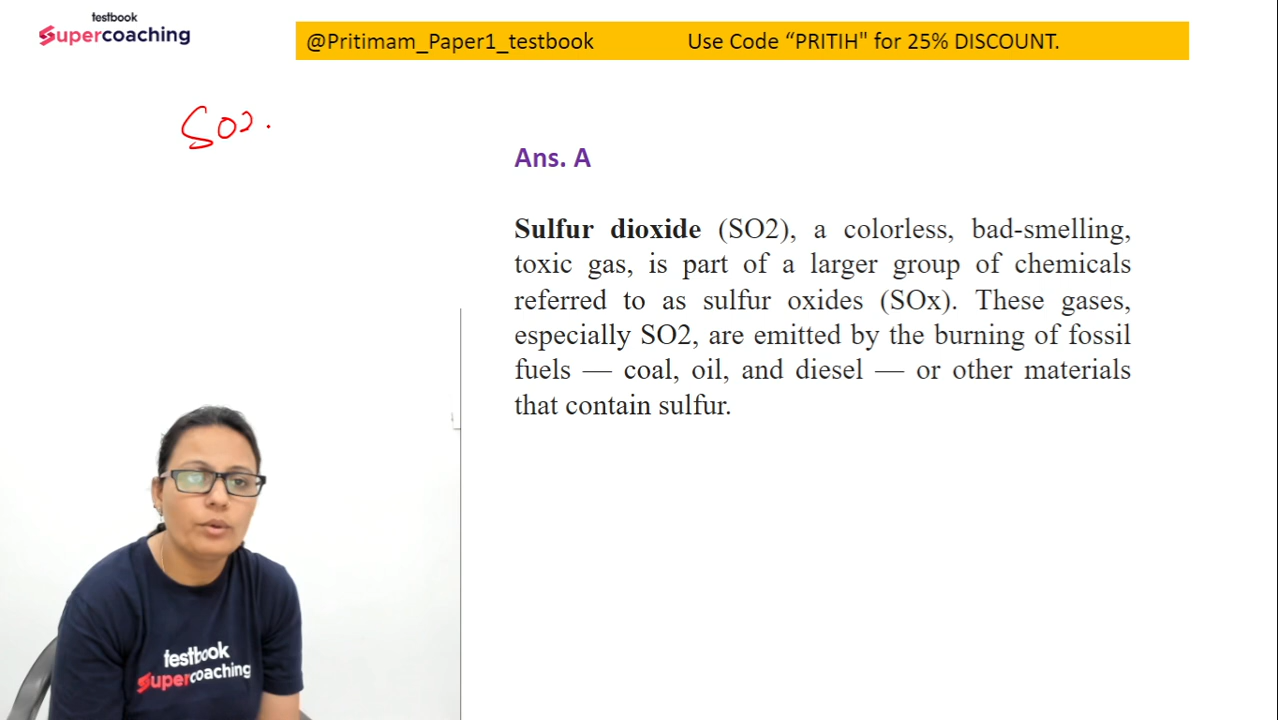 testbook
Supercoaching
@Pritimam_Paper1_testbook Use Code “PRITIH" for 25% DISCOUNT.
SO2.
Ans. A
Sulfur dioxide (SO2), a colorless, bad-smelling,
toxic gas, is part of a larger group of chemicals
referred to as sulfur oxides (SOx). These gases,
especially SO2, are emitted by the burning of fossil
fuels — coal, oil, and diesel — or other materials
that contain sulfur.
testbook
Supercoaching